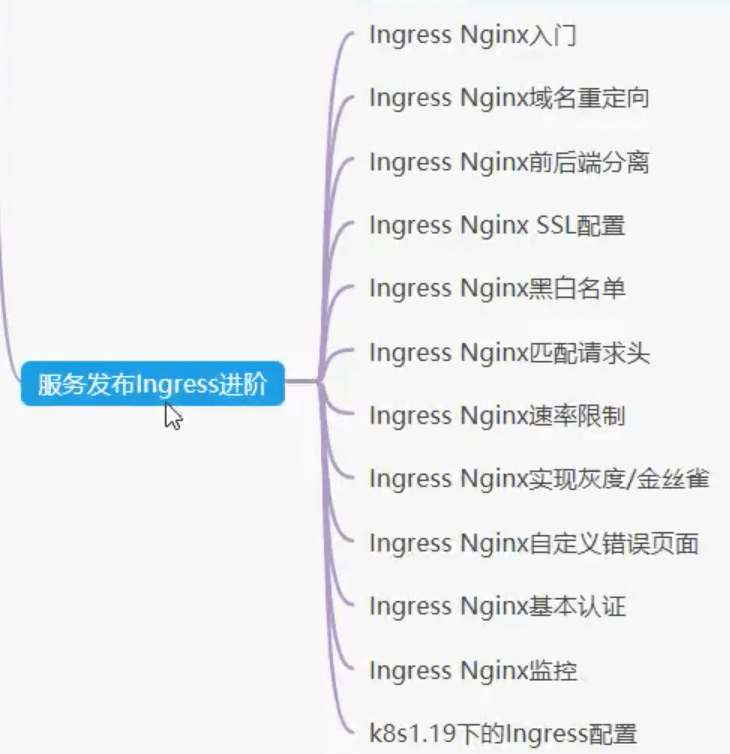 Ingress Nginx入门
Ingress Nginx域名重定向
Ingress Nginx前后端分离
Ingress Nginx SSL配置
Ingress Nginx黑白名单
Ingress Nginx匹配请求头
服务发布Ingress进阶
Ingress Nginx速率限制
Ingress Nginx实现灰度/金丝雀
Ingress Nginx自定义错误页面
Ingress Nginx基本认证
Ingress Nginx监控
k8s1.19下的Ingress配置